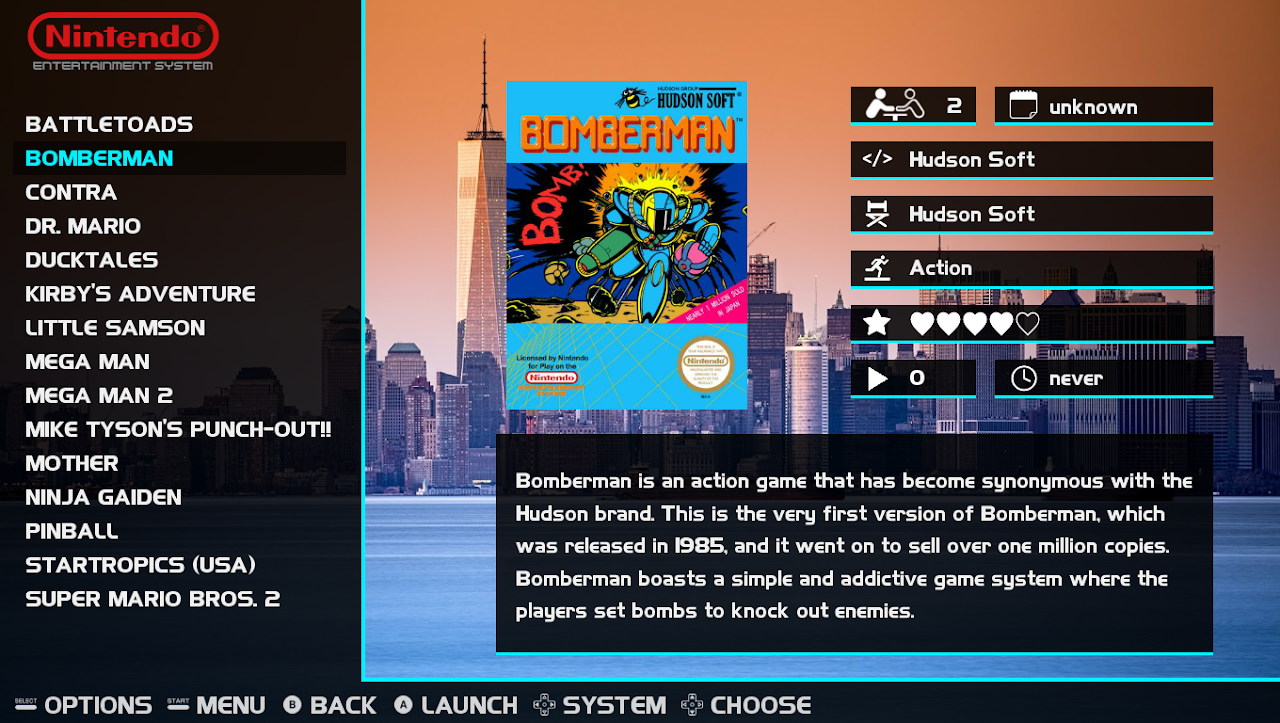 Nintendo®
ENTERTAINMENT SYSTEM
BATTLETOADS
BOMBERMAN
CONTRA
DR. MARIO
DUCKTALES
KIRBY'S ADVENTURE
LITTLE SAMSON
MEGA MAN
MEGA MAN 2
MIKE TYSON'S PUNCH-OUT!!
MOTHER
NINJA GAIDEN
PINBALL
STARTROPICS (USA)
SUPER MARIO BROS. 2
HUDSON GROUP
HUDSON SOFT®
BOMBERMAN™
BOMB!
NEARLY 1 MILLION SOLD
IN JAPAN
Licensed by Nintendo
for Play on the
Nintendo
ENTERTAINMENT
SYSTEM
Nintendo
2
unknown
</> Hudson Soft
Hudson Soft
Action
0
never
Bomberman is an action game that has become synonymous with the
Hudson brand. This is the very first version of Bomberman, which
was released in 1985, and it went on to sell over one million copies.
Bomberman boasts a simple and addictive game system where the
players set bombs to knock out enemies.
SELECT OPTIONS START MENU B BACK A LAUNCH SYSTEM CHOOSE